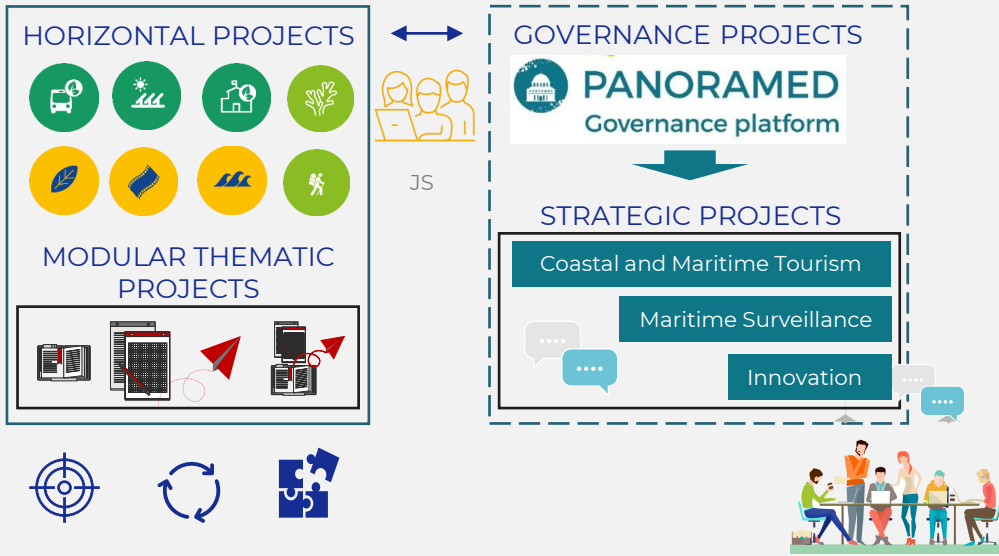 HORIZONTAL PROJECTS
MODULAR THEMATIC
PROJECTS
JS
GOVERNANCE PROJECTS
PANORAMED
Governance platform
STRATEGIC PROJECTS
Coastal and Maritime Tourism
Maritime Surveillance
Innovation